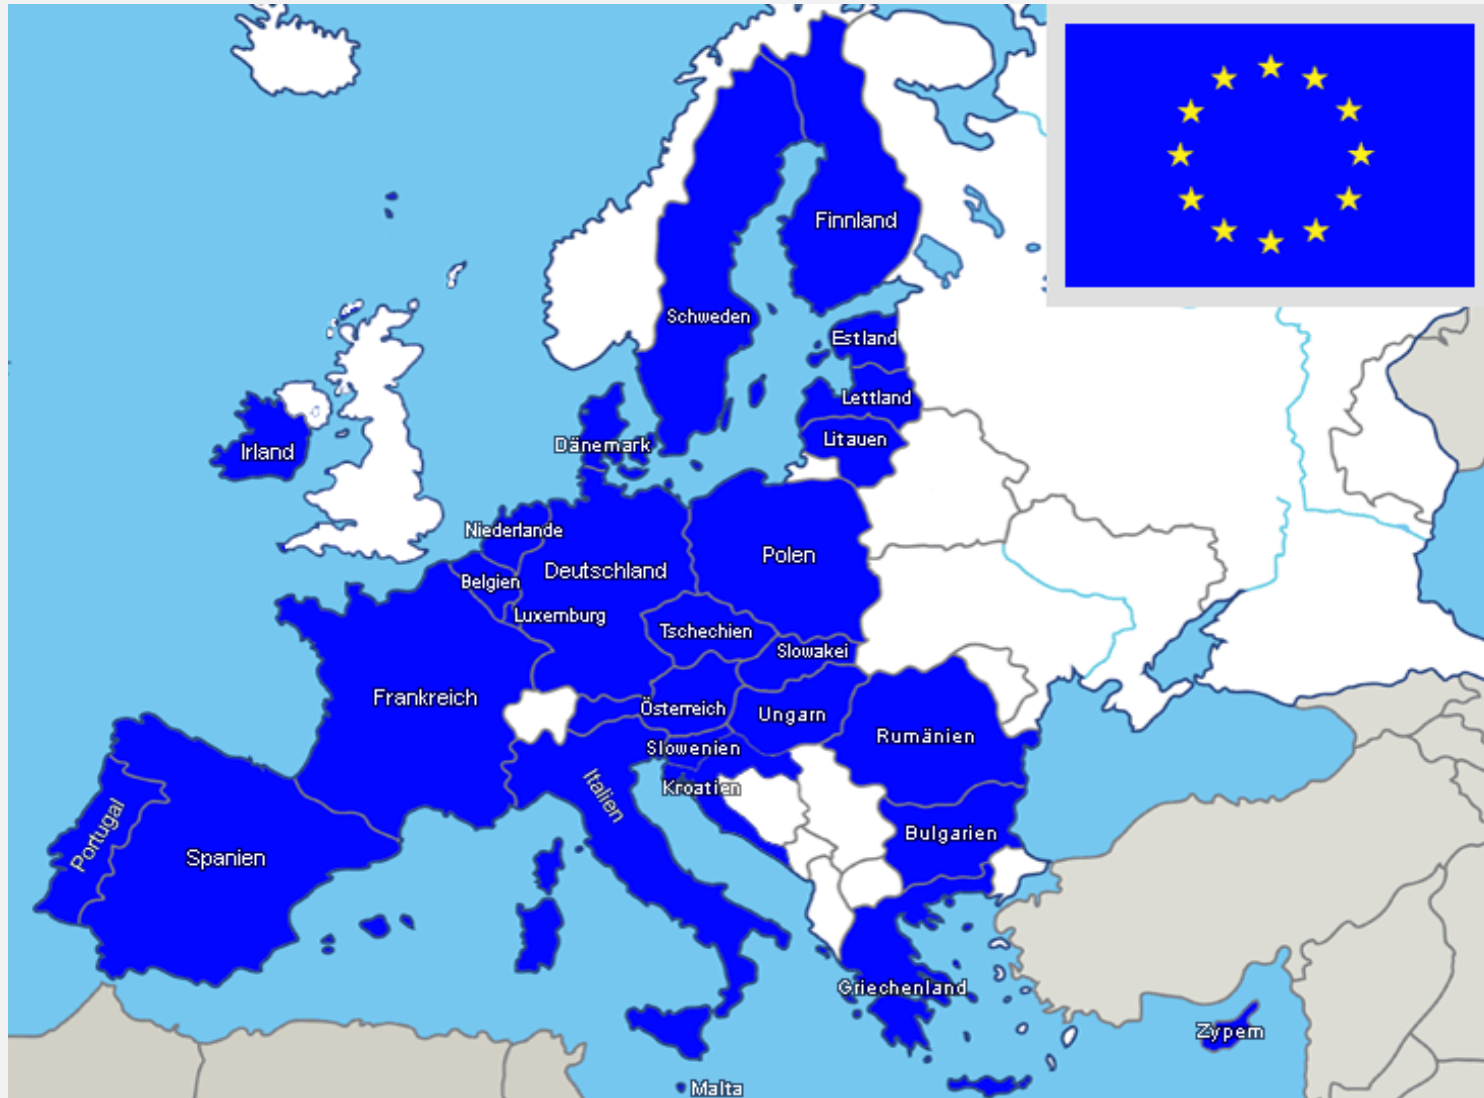 Finnland
Schweden
Estland
Lettland
Litauen
Dänemark
Irland
Niederlande
Polen
Deutschland
Belgien
Luxemburg
Tschechien
Slowakei
Frankreich
Österreich
Ungarn
Rumänien
Slowenien
Kroatien
Italien
Bulgarien
Portugal
Spanien
Griechenland
Zypern
Malta